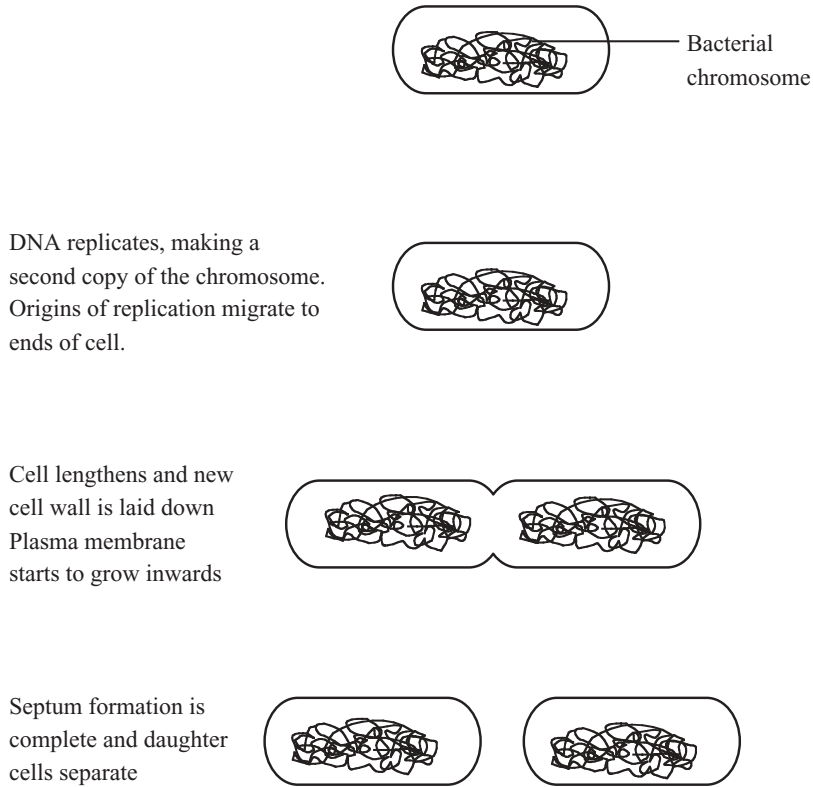 Bacterial
chromosome
DNA replicates, making a
second copy of the chromosome.
Origins of replication migrate to
ends of cell.
Cell lengthens and new
cell wall is laid down
Plasma membrane
starts to grow inwards
Septum formation is
complete and daughter
cells separate